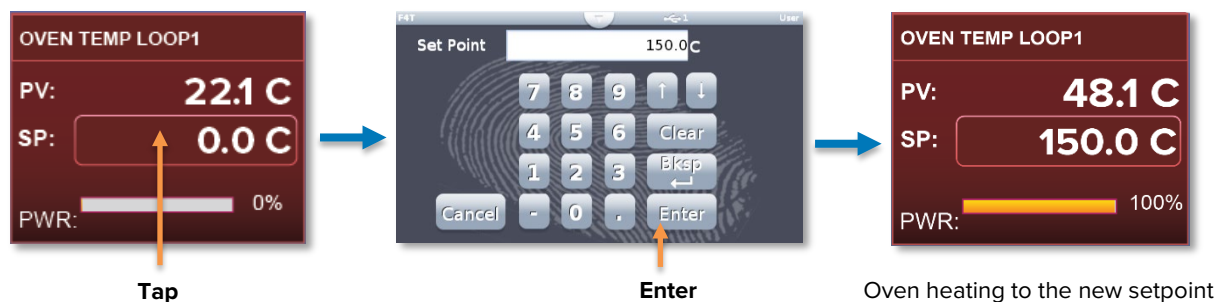 OVEN TEMP LOOP1
PV: 22.1 C
SP: 0.0 C
PWR: 0%
Tap
F4T 1 User
Set Point 150.0 C
7 8 9 ↑ ↓
4 5 6 Clear
1 2 3 Bksp
Cancel - 0 . Enter
Enter
OVEN TEMP LOOP1
PV: 48.1 C
SP: 150.0 C
PWR: 100%
Oven heating to the new setpoint